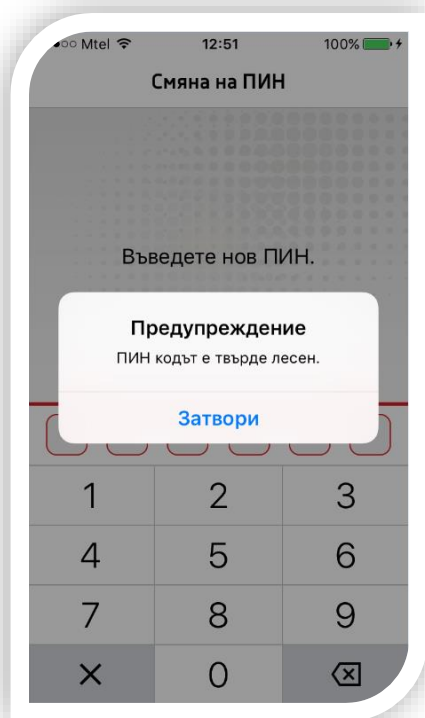 Mtel 12:51 100%
Смяна на ПИН
Въведете нов ПИН.
Предупреждение
ПИН кодът е твърде лесен.
Затвори
1 2 3
4 5 6
7 8 9
0